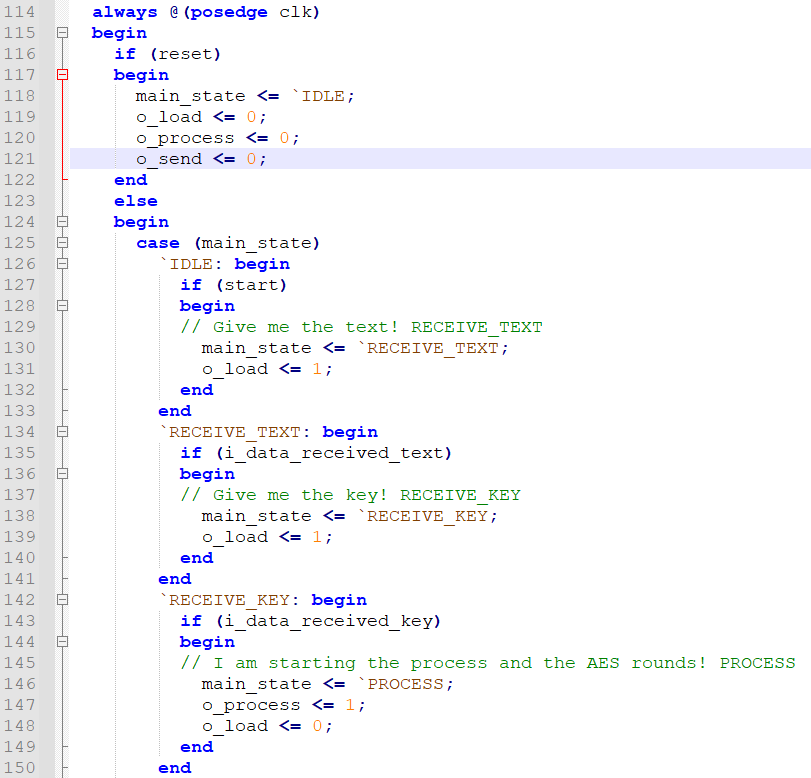 114 always @(posedge clk)
115 begin
116 if (reset)
117 begin
118 main_state <= `IDLE;
119 o_load <= 0;
120 o_process <= 0;
121 o_send <= 0;
122 end
123 else
124 begin
125 case (main_state)
126 `IDLE: begin
127 if (start)
128 begin
129 // Give me the text! RECEIVE_TEXT
130 main_state <= `RECEIVE_TEXT;
131 o_load <= 1;
132 end
133 end
134 `RECEIVE_TEXT: begin
135 if (i_data_received_text)
136 begin
137 // Give me the key! RECEIVE_KEY
138 main_state <= `RECEIVE_KEY;
139 o_load <= 1;
140 end
141 end
142 `RECEIVE_KEY: begin
143 if (i_data_received_key)
144 begin
145 // I am starting the process and the AES rounds! PROCESS
146 main_state <= `PROCESS;
147 o_process <= 1;
148 o_load <= 0;
149 end
150 end